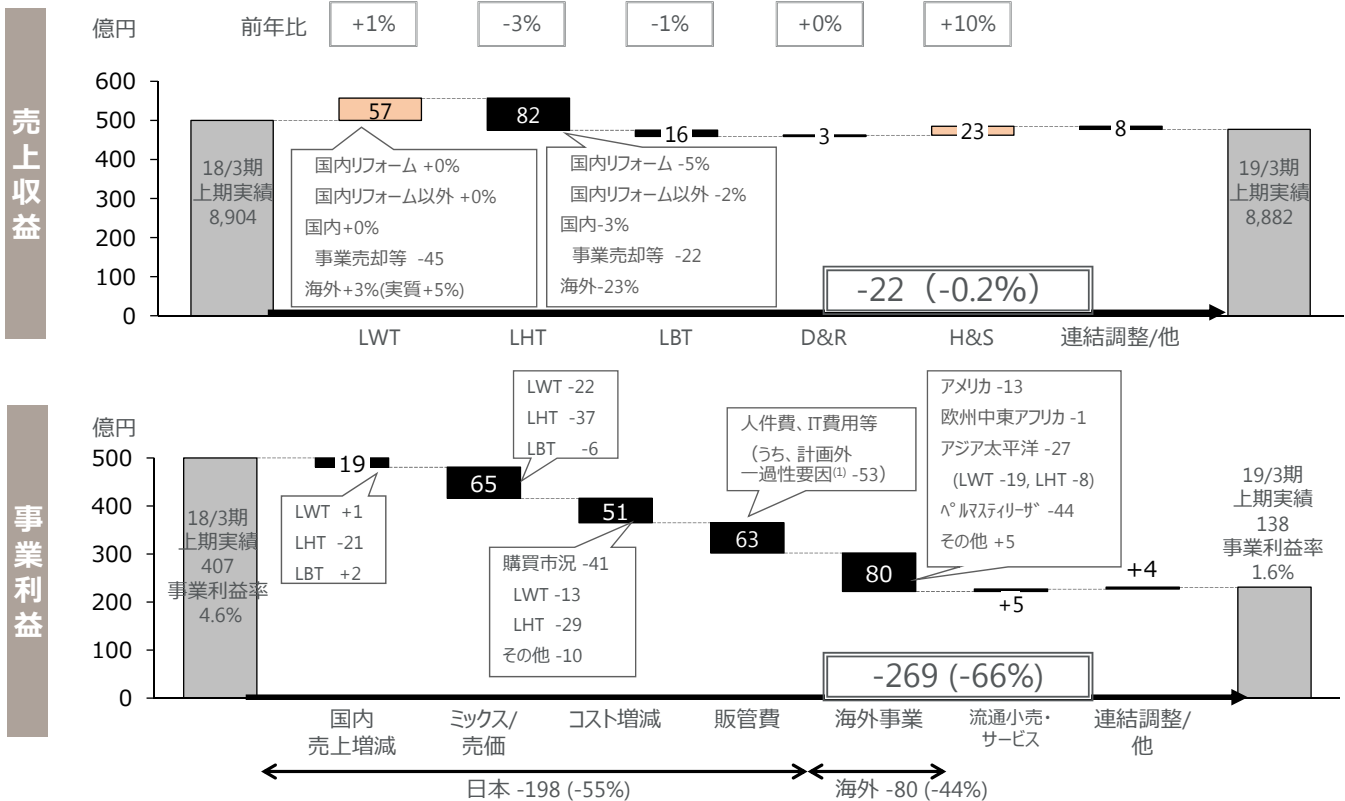 売上収益
億円
前年比
+1%
-3%
-1%
+0%
+10%
600
500
400
300
200
100
0
18/3期
上期実績
8,904
57
82
16
3
23
8
19/3期
上期実績
8,882
国内リフォーム +0%
国内リフォーム以外 +0%
国内+0%
事業売却等 -45
海外+3%(実質+5%)
国内リフォーム -5%
国内リフォーム以外 -2%
国内-3%
事業売却等 -22
海外-23%
-22（-0.2%）
LWT
LHT
LBT
D&R
H&S
連結調整/他
事業利益
億円
500
400
300
200
100
0
18/3期
上期実績
407
事業利益率
4.6%
19
65
51
63
80
+5
+4
19/3期
上期実績
138
事業利益率
1.6%
LWT +1
LHT -21
LBT +2
LWT -22
LHT -37
LBT -6
購買市況 -41
LWT -13
LHT -29
その他 -10
人件費、IT費用等
（うち、計画外
一過性要因(1) -53）
アメリカ -13
欧州中東アフリカ -1
アジア太平洋 -27
(LWT -19, LHT -8)
ペルマスティリーザ -44
その他 +5
-269 (-66%)
国内
売上増減
ミックス/
売価
コスト増減
販管費
海外事業
流通小売・
サービス
連結調整/
他
日本 -198 (-55%)
海外 -80 (-44%)